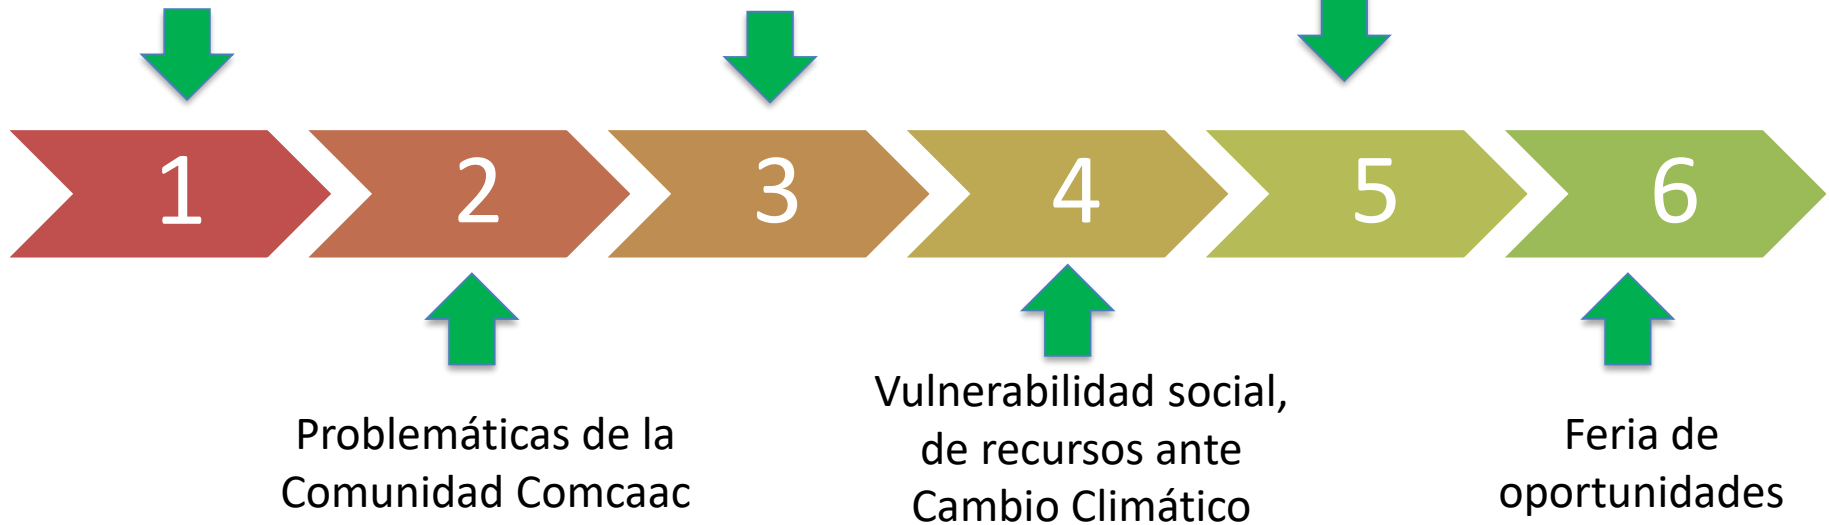 1
2
3
4
5
6
Problemáticas de la
Comunidad Comcaac
Vulnerabilidad social,
de recursos ante
Cambio Climático
Feria de
oportunidades